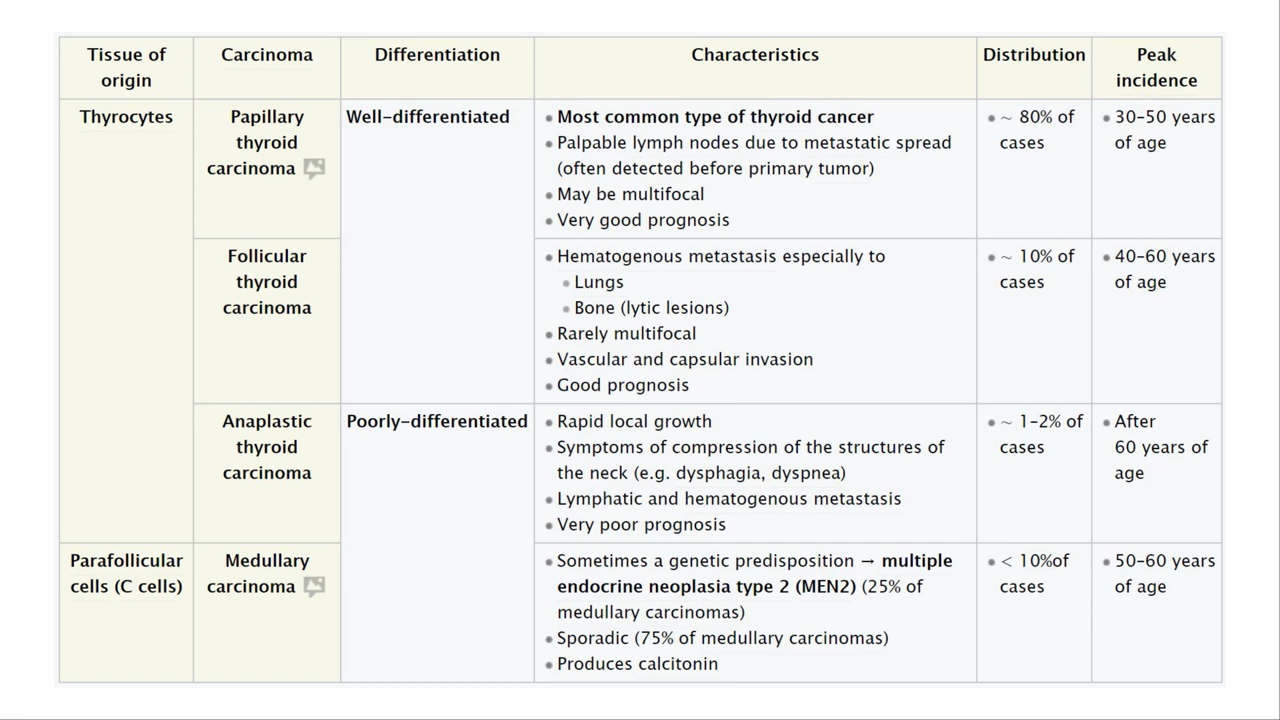 Tissue of
origin
Carcinoma
Differentiation
Characteristics
Distribution
Peak
incidence
Thyrocytes
Papillary
thyroid
carcinoma
Well-differentiated
Most common type of thyroid cancer
Palpable lymph nodes due to metastatic spread
(often detected before primary tumor)
May be multifocal
Very good prognosis
~ 80% of
cases
30–50 years
of age
Follicular
thyroid
carcinoma
Hematogenous metastasis especially to
Lungs
Bone (lytic lesions)
Rarely multifocal
Vascular and capsular invasion
Good prognosis
~ 10% of
cases
40–60 years
of age
Anaplastic
thyroid
carcinoma
Poorly-differentiated
Rapid local growth
Symptoms of compression of the structures of
the neck (e.g. dysphagia, dyspnea)
Lymphatic and hematogenous metastasis
Very poor prognosis
~ 1–2% of
cases
After
60 years of
age
Parafollicular
cells (C cells)
Medullary
carcinoma
Sometimes a genetic predisposition → multiple
endocrine neoplasia type 2 (MEN2) (25% of
medullary carcinomas)
Sporadic (75% of medullary carcinomas)
Produces calcitonin
< 10%of
cases
50–60 years
of age